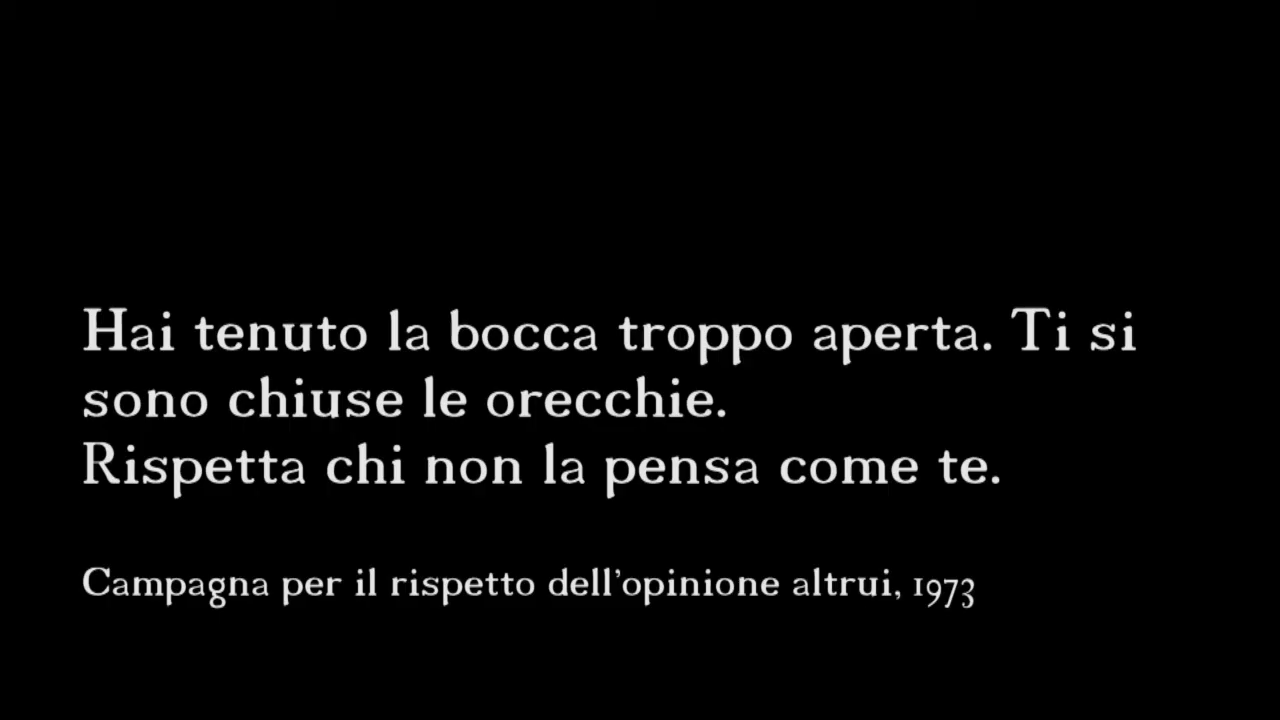 Hai tenuto la bocca troppo aperta. Ti si
sono chiuse le orecchie.
Rispetta chi non la pensa come te.
Campagna per il rispetto dell’opinione altrui, 1973